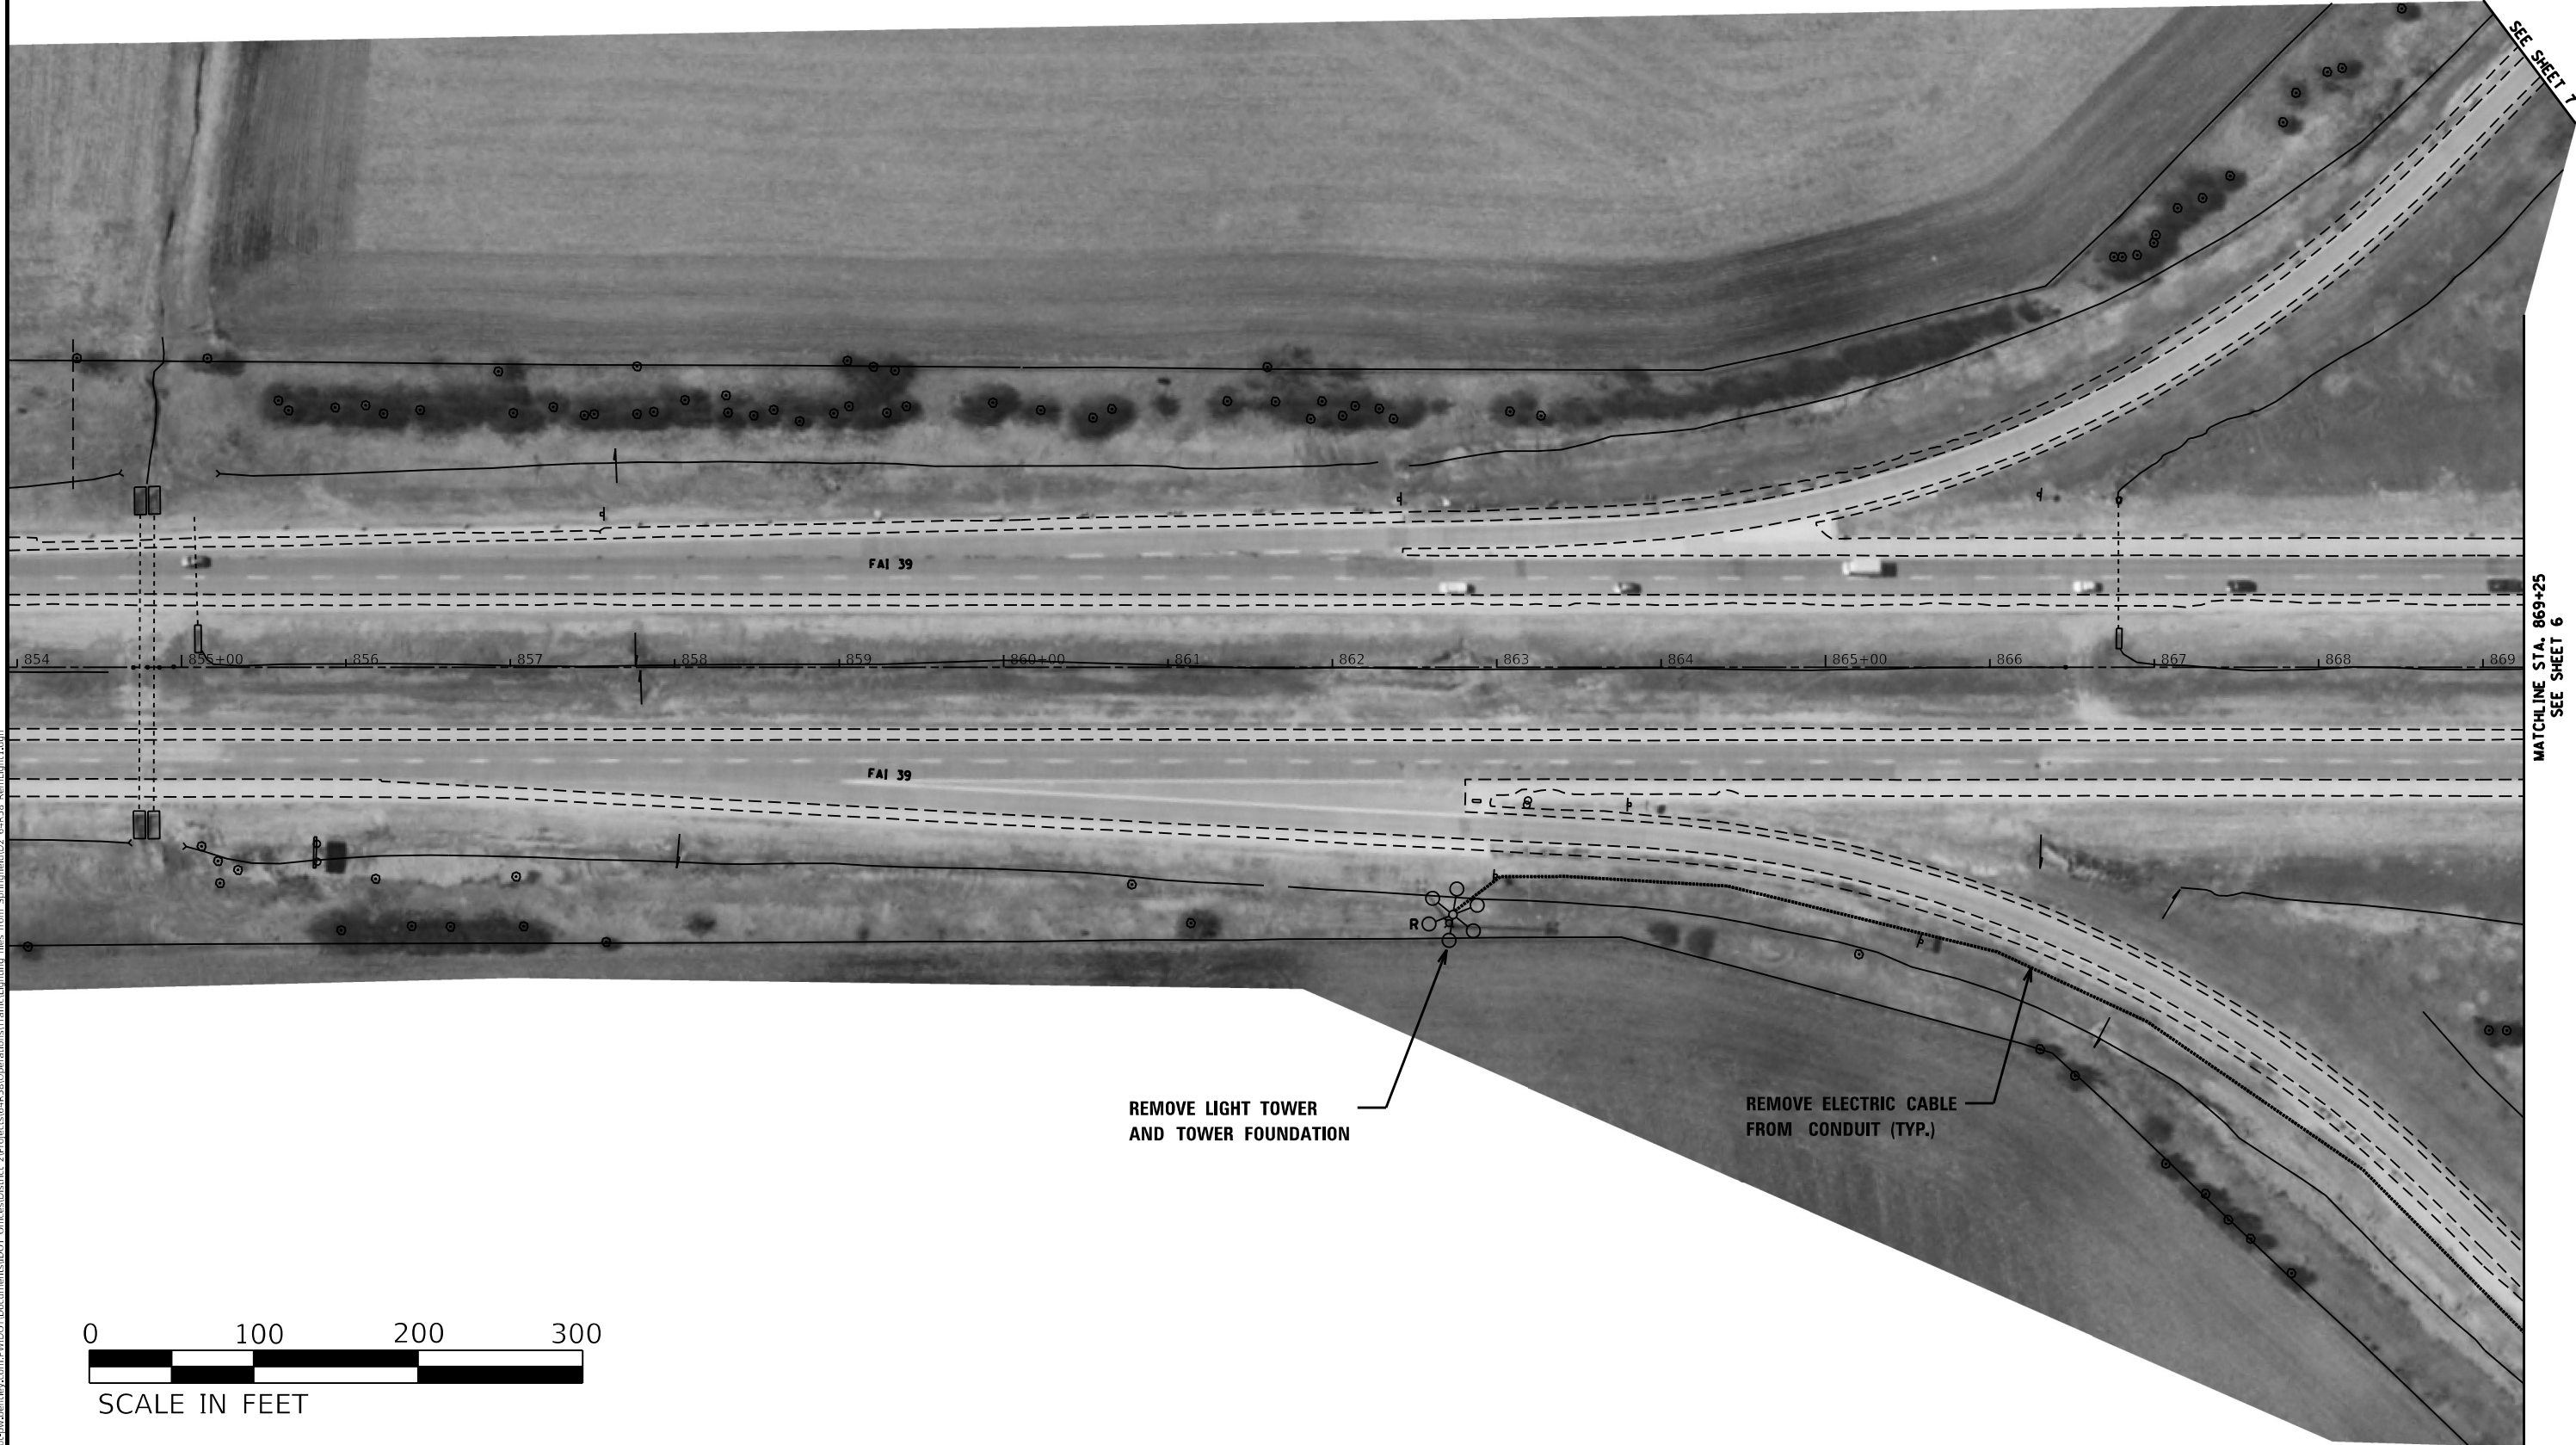 SEE SHEET 7
FAI 39
854 855+00 856 857 858 859 860+00 861 862 863 864 865+00 866 867 868 869
MATCHLINE STA. 869+25
SEE SHEET 6
FAI 39
R
REMOVE LIGHT TOWER
AND TOWER FOUNDATION
REMOVE ELECTRIC CABLE
FROM CONDUIT (TYP.)
0 100 200 300
SCALE IN FEET